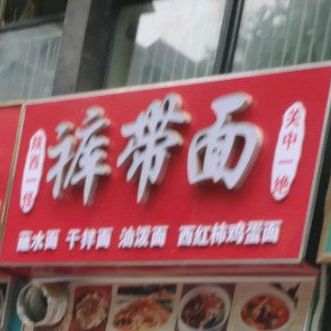 陕西一怪
裤带面
关中一绝
蘸水面 干拌面 油泼面 西红柿鸡蛋面